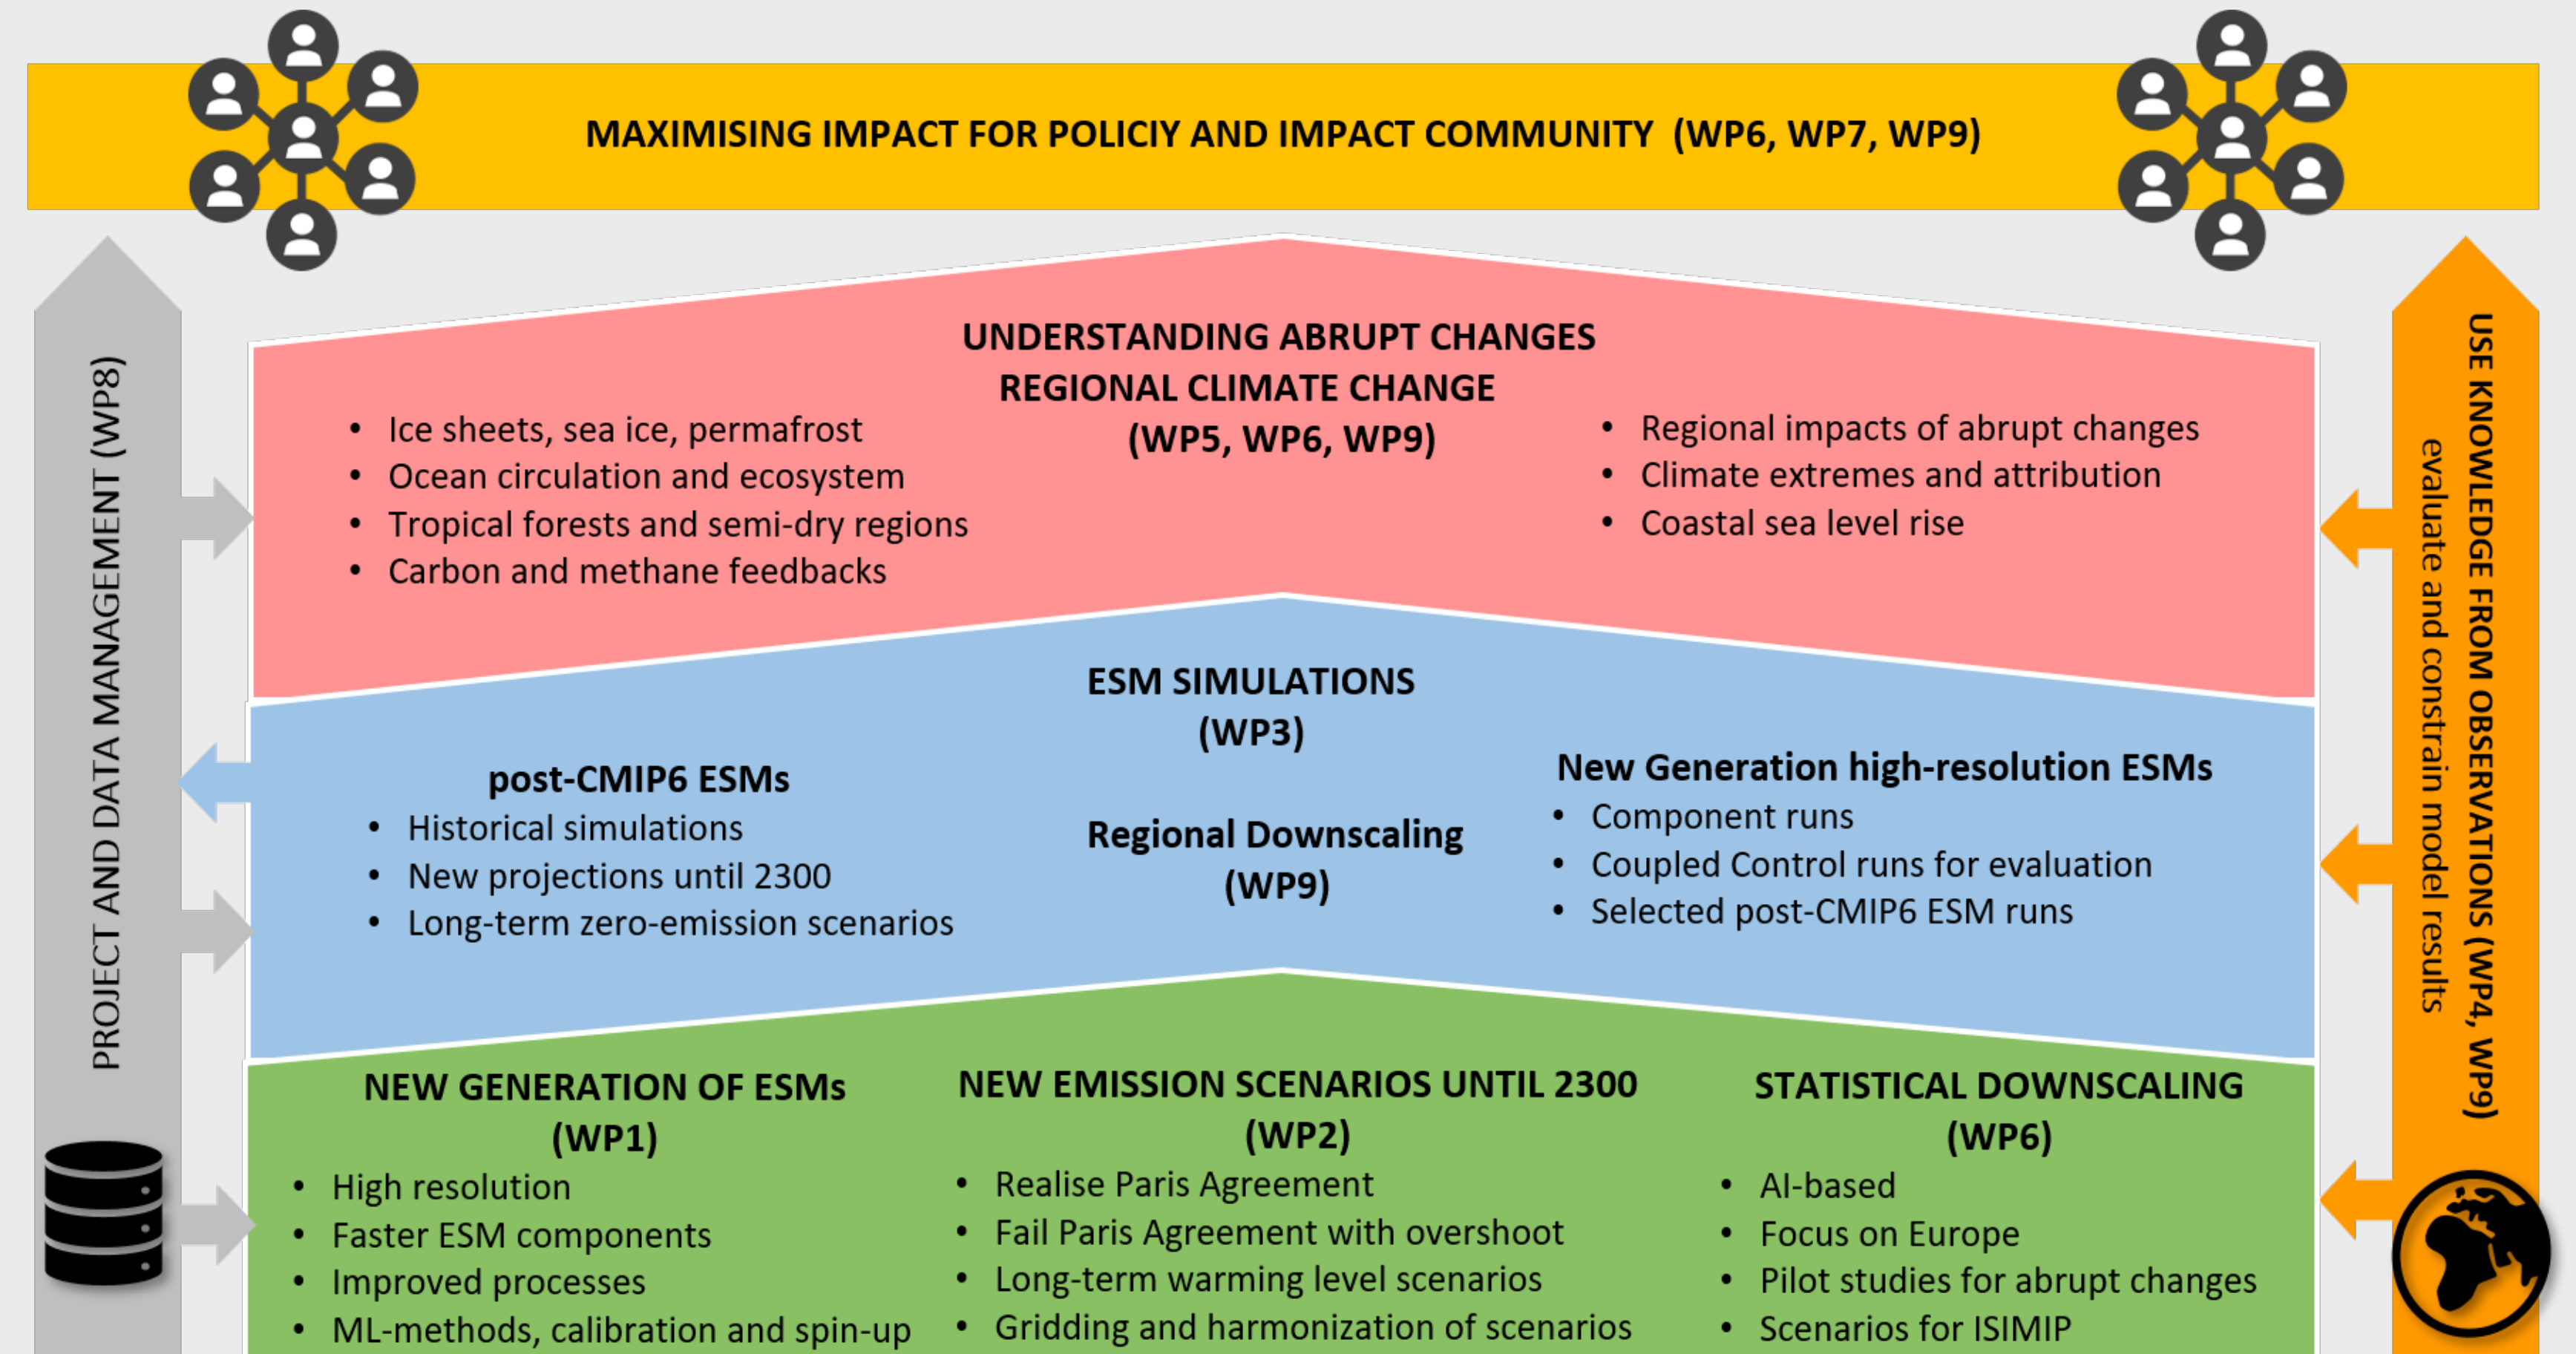 MAXIMISING IMPACT FOR POLICIY AND IMPACT COMMUNITY (WP6, WP7, WP9)
PROJECT AND DATA MANAGEMENT (WP8)
UNDERSTANDING ABRUPT CHANGES
REGIONAL CLIMATE CHANGE
(WP5, WP6, WP9)
• Ice sheets, sea ice, permafrost
• Ocean circulation and ecosystem
• Tropical forests and semi-dry regions
• Carbon and methane feedbacks
• Regional impacts of abrupt changes
• Climate extremes and attribution
• Coastal sea level rise
ESM SIMULATIONS
(WP3)
post-CMIP6 ESMs
• Historical simulations
• New projections until 2300
• Long-term zero-emission scenarios
Regional Downscaling
(WP9)
New Generation high-resolution ESMs
• Component runs
• Coupled Control runs for evaluation
• Selected post-CMIP6 ESM runs
NEW GENERATION OF ESMs
(WP1)
• High resolution
• Faster ESM components
• Improved processes
• ML-methods, calibration and spin-up
NEW EMISSION SCENARIOS UNTIL 2300
(WP2)
• Realise Paris Agreement
• Fail Paris Agreement with overshoot
• Long-term warming level scenarios
• Gridding and harmonization of scenarios
STATISTICAL DOWNSCALING
(WP6)
• AI-based
• Focus on Europe
• Pilot studies for abrupt changes
• Scenarios for ISIMIP
USE KNOWLEDGE FROM OBSERVATIONS (WP4, WP9)
evaluate and constrain model results